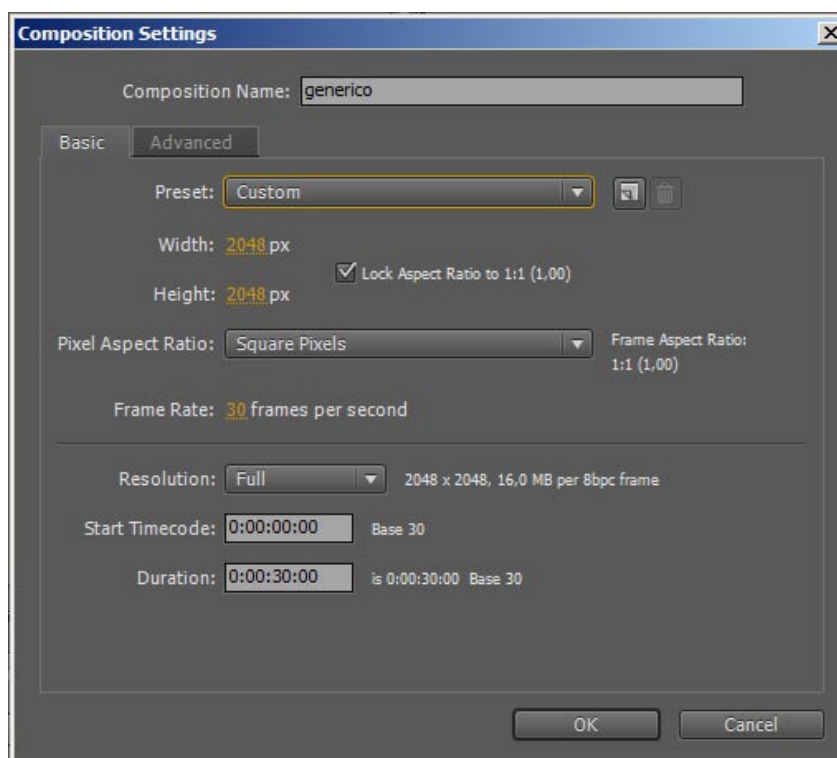 Composition Settings
Composition Name: generico
Basic Advanced
Preset: Custom
Width: 2048 px
Lock Aspect Ratio to 1:1 (1,00)
Height: 2048 px
Pixel Aspect Ratio: Square Pixels
Frame Aspect Ratio:
1:1 (1,00)
Frame Rate: 30 frames per second
Resolution: Full 2048 x 2048, 16,0 MB per 8bpc frame
Start Timecode: 0:00:00:00 Base 30
Duration: 0:00:30:00 is 0:00:30:00 Base 30
OK Cancel